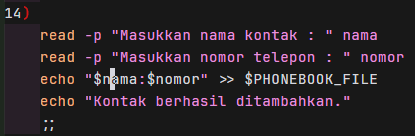 14)
read -p "Masukkan nama kontak : " nama
read -p "Masukkan nomor telepon : " nomor
echo "$nama:$nomor" >> $PHONEBOOK_FILE
echo "Kontak berhasil ditambahkan."
;;